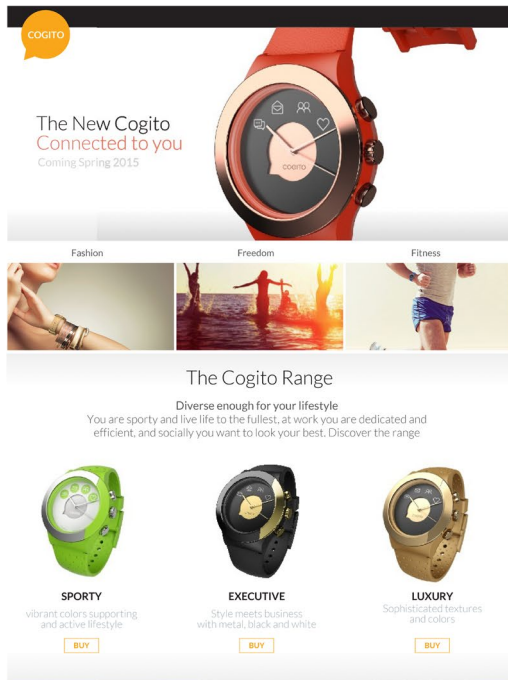 COGITO
The New Cogito
Connected to you
Coming Spring 2015
COGITO
Fashion
Freedom
Fitness
The Cogito Range
Diverse enough for your lifestyle
You are sporty and live life to the fullest, at work you are dedicated and
efficient, and socially you want to look your best. Discover the range
SPORTY
vibrant colors supporting
and active lifestyle
BUY
EXECUTIVE
Style meets business
with metal, black and white
BUY
LUXURY
Sophisticated textures
and colors
BUY